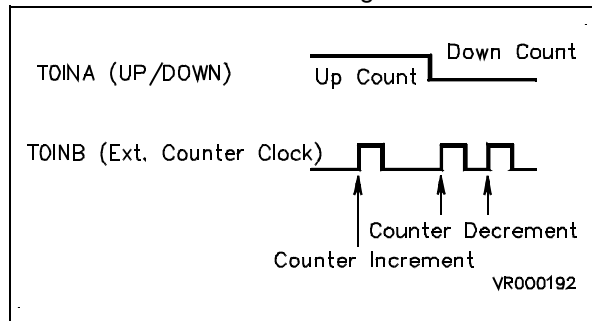 TOINA (UP/DOWN)
Down Count
Up Count
TOINB (Ext. Counter Clock)
Counter Decrement
Counter Increment
VR000192